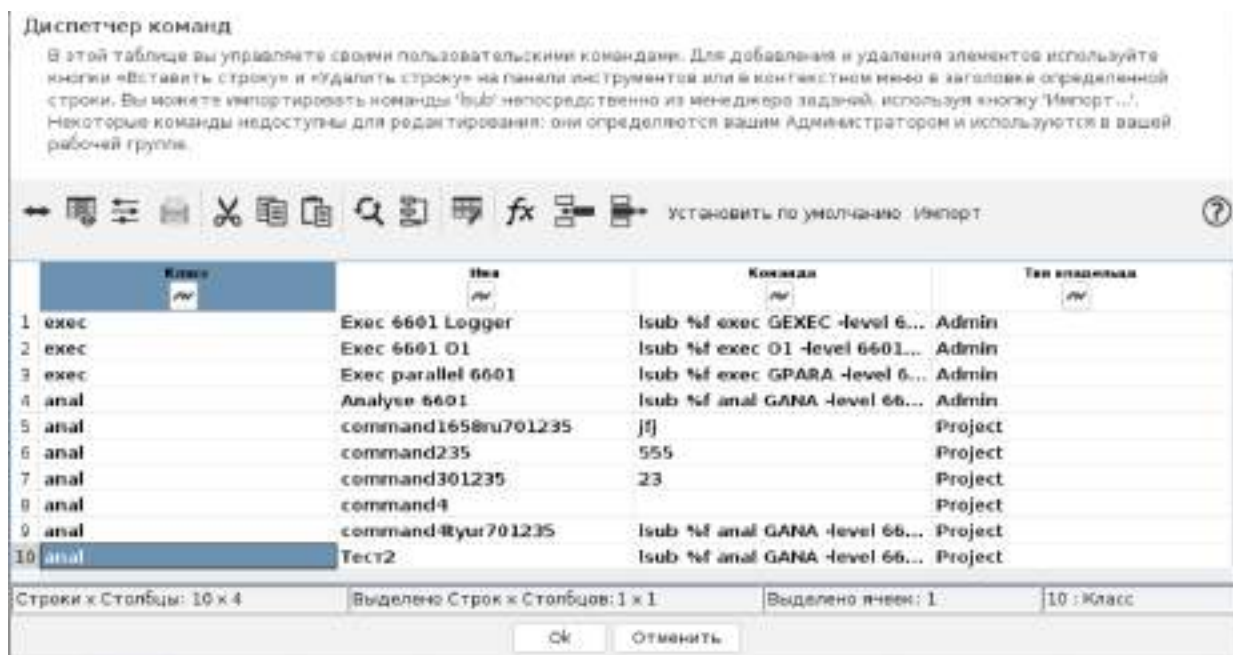 Диспетчер команд
В этой таблице вы управляете своими пользовательскими командами. Для добавления и удаления элементов используйте
кнопки «Вставить строку» и «Удалить строку» на панели инструментов или в контекстном меню в заголовке определенной
строки. Вы можете импортировать команды 'lsub' непосредственно из менеджера заданий, используя кнопку 'Импорт...'.
Некоторые команды недоступны для редактирования: они определяются вашим Администратором и используются в вашей
рабочей группе.
fx Установить по умолчанию Импорт ?
Класс Имя Команда Тип владельца
1 exec Exec 6601 Logger lsub %f exec GEXEC -level 6... Admin
2 exec Exec 6601 O1 lsub %f exec O1 -level 6601... Admin
3 exec Exec parallel 6601 lsub %f exec GPARA -level 6... Admin
4 anal Analyse 6601 lsub %f anal GANA -level 66... Admin
5 anal command1658ru701235 jfj Project
6 anal command235 555 Project
7 anal command301235 23 Project
8 anal command4 Project
9 anal lsub %f anal GANA -level 66... Project
10 anal Тест2 lsub %f anal GANA -level 66... Project
Строки x Столбцы: 10 x 4 Выделено Строк x Столбцов: 1 x 1 Выделено ячеек: 1 10 : Класс
Ok Отменить